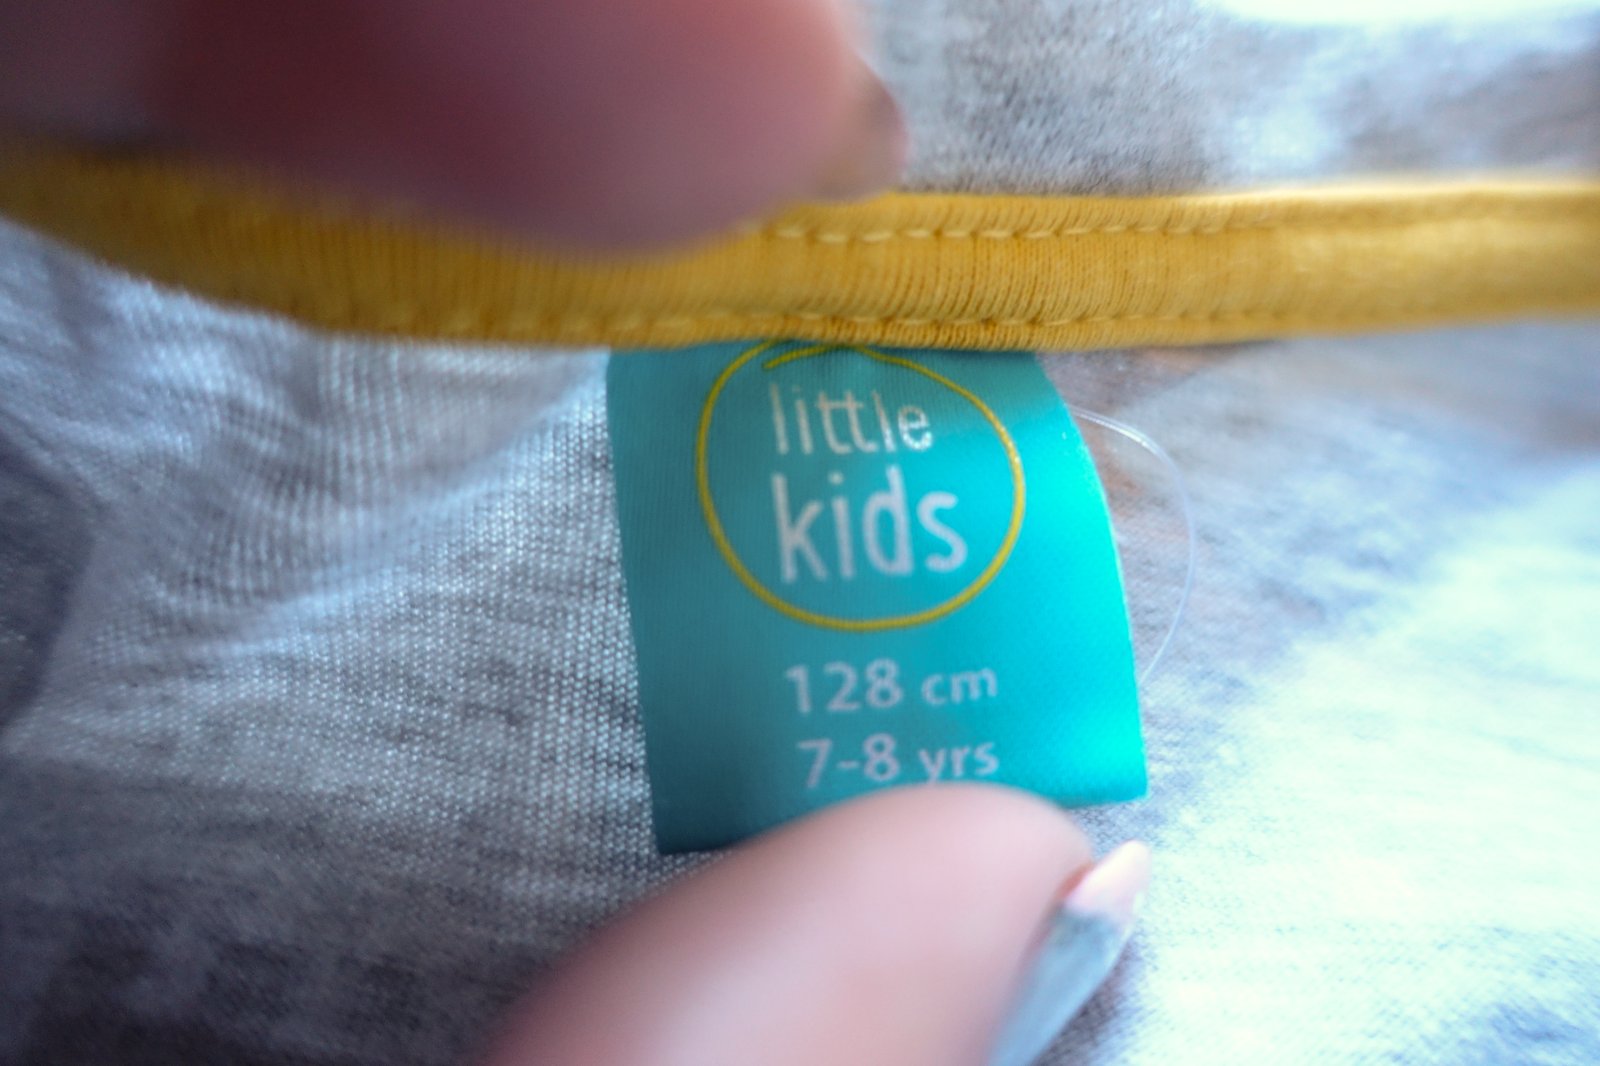 little
kids
128 cm
7-8 yrs